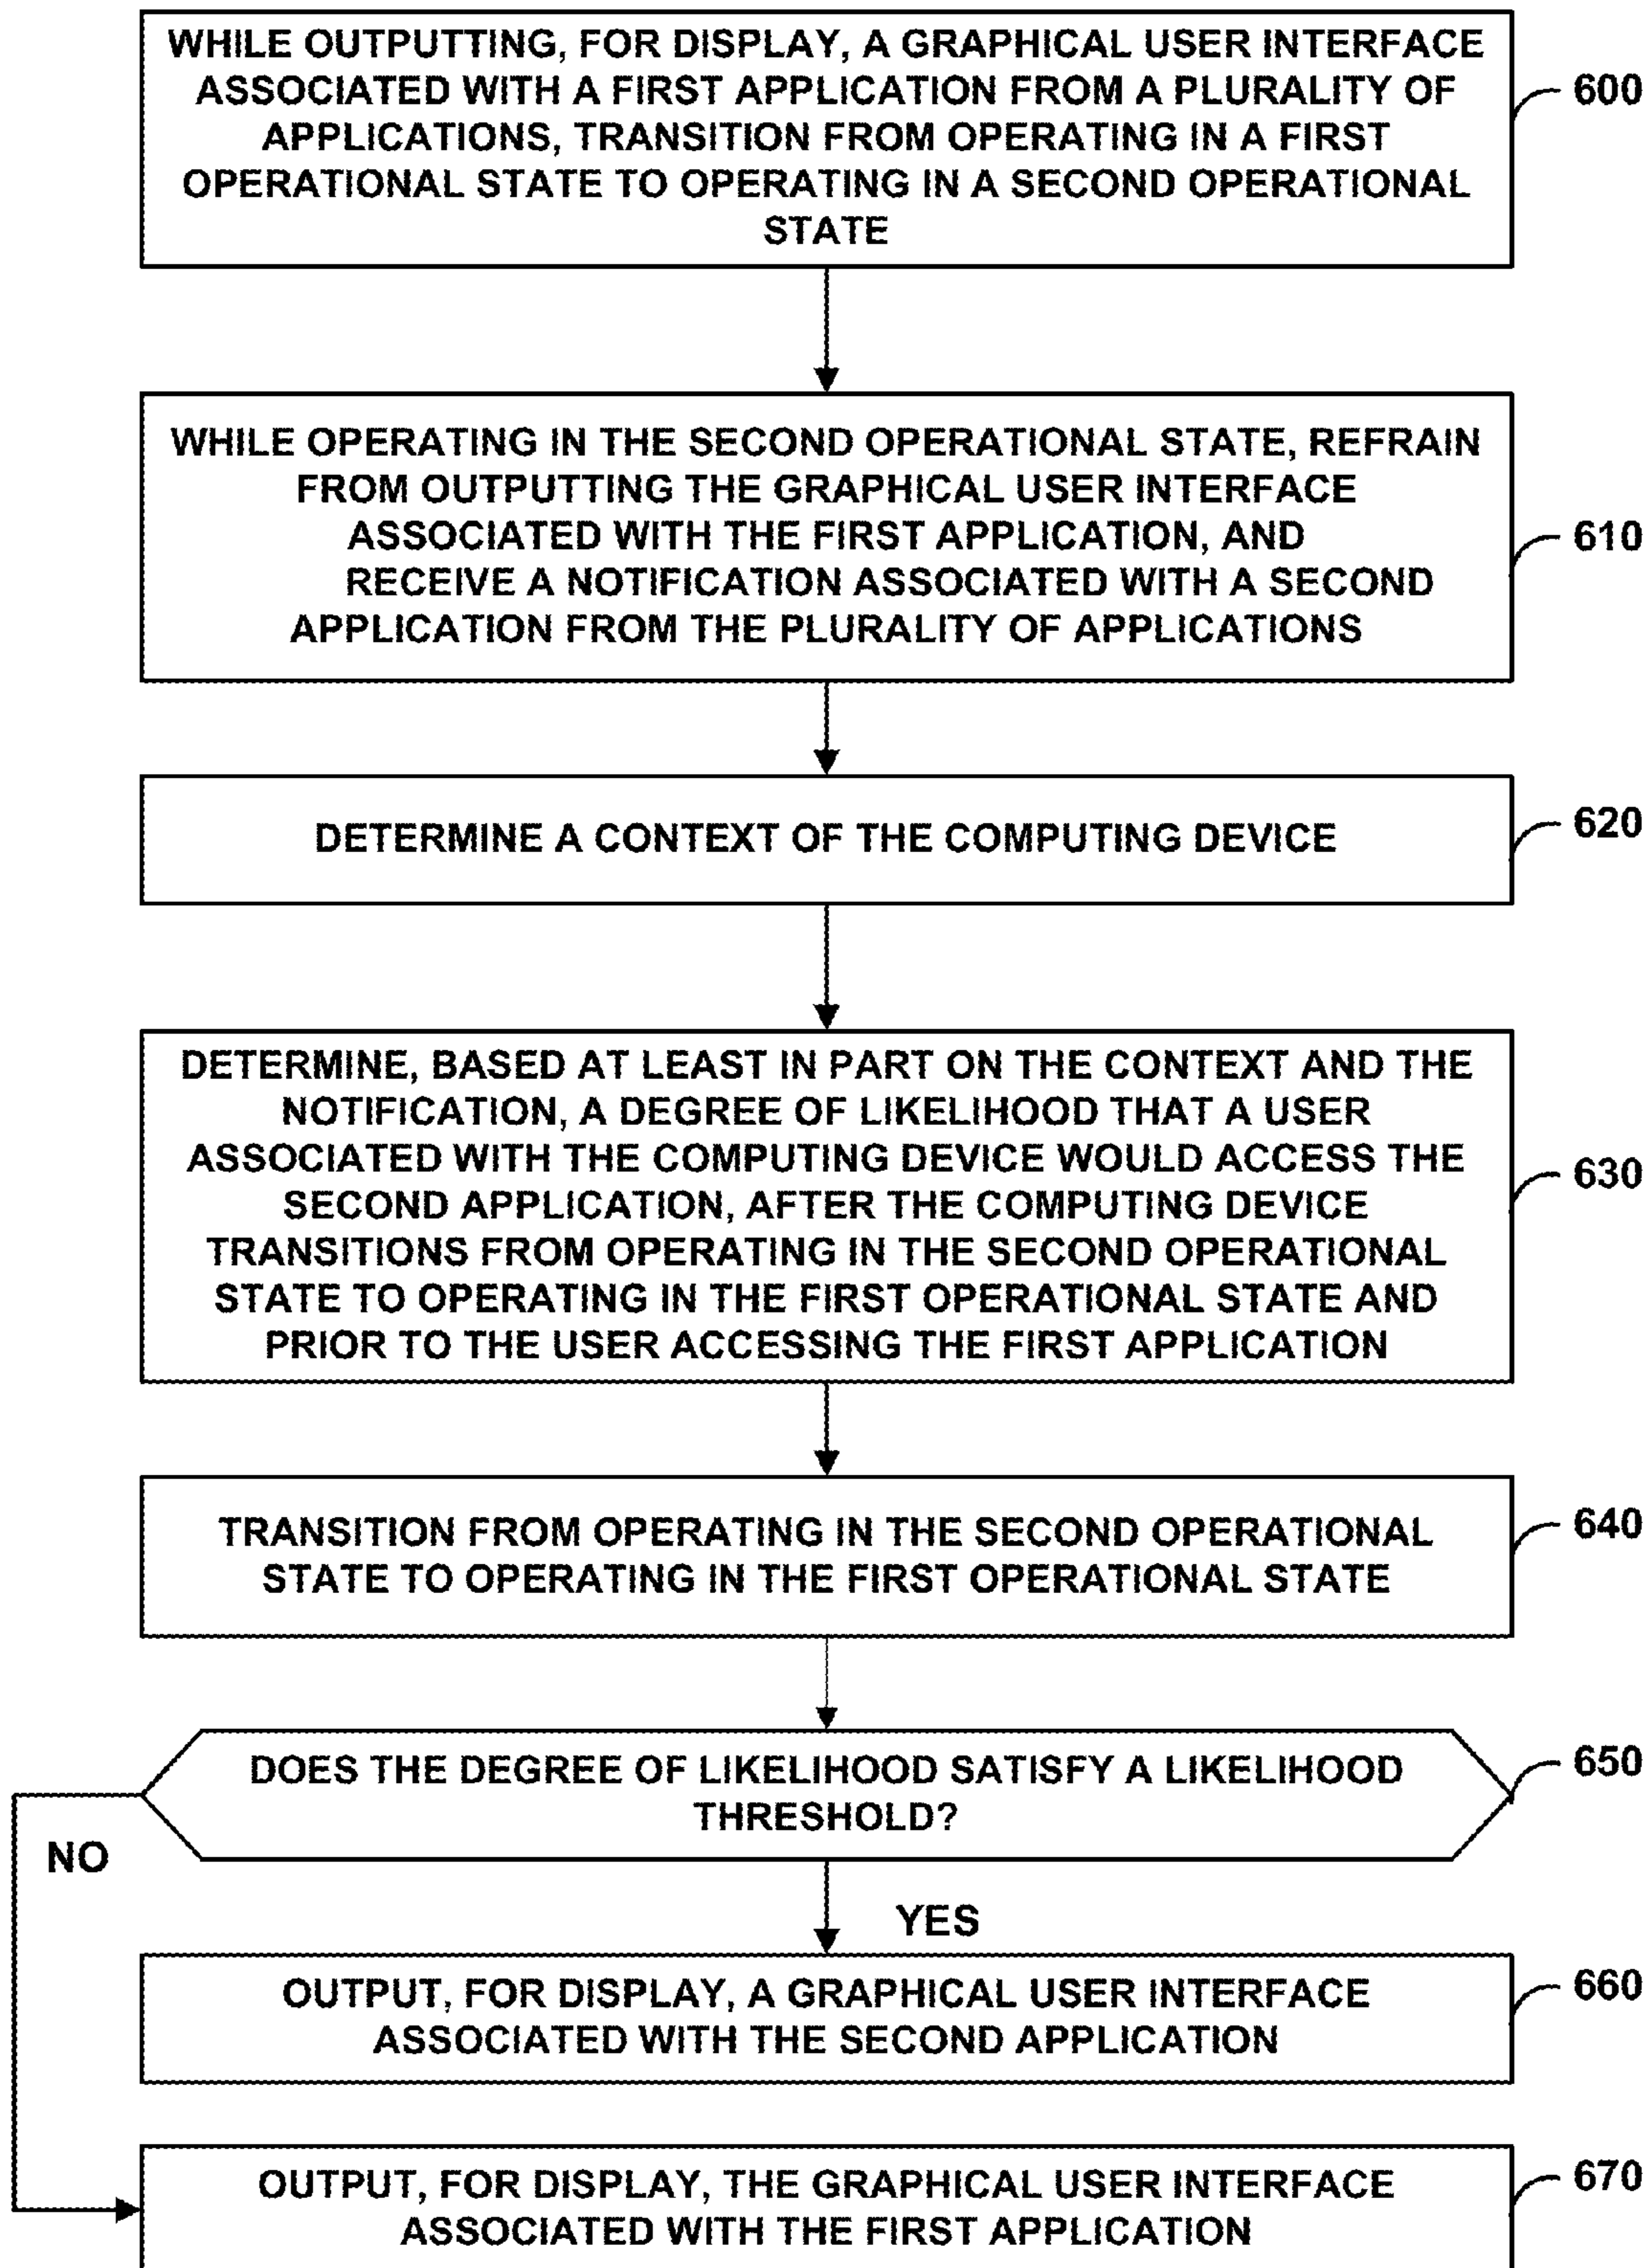 WHILE OUTPUTTING, FOR DISPLAY, A GRAPHICAL USER INTERFACE
ASSOCIATED WITH A FIRST APPLICATION FROM A PLURALITY OF
APPLICATIONS, TRANSITION FROM OPERATING IN A FIRST
OPERATIONAL STATE TO OPERATING IN A SECOND OPERATIONAL
STATE
600
WHILE OPERATING IN THE SECOND OPERATIONAL STATE, REFRAIN
FROM OUTPUTTING THE GRAPHICAL USER INTERFACE
ASSOCIATED WITH THE FIRST APPLICATION, AND
RECEIVE A NOTIFICATION ASSOCIATED WITH A SECOND
APPLICATION FROM THE PLURALITY OF APPLICATIONS
610
DETERMINE A CONTEXT OF THE COMPUTING DEVICE
620
DETERMINE, BASED AT LEAST IN PART ON THE CONTEXT AND THE
NOTIFICATION, A DEGREE OF LIKELIHOOD THAT A USER
ASSOCIATED WITH THE COMPUTING DEVICE WOULD ACCESS THE
SECOND APPLICATION, AFTER THE COMPUTING DEVICE
TRANSITIONS FROM OPERATING IN THE SECOND OPERATIONAL
STATE TO OPERATING IN THE FIRST OPERATIONAL STATE AND
PRIOR TO THE USER ACCESSING THE FIRST APPLICATION
630
TRANSITION FROM OPERATING IN THE SECOND OPERATIONAL
STATE TO OPERATING IN THE FIRST OPERATIONAL STATE
640
DOES THE DEGREE OF LIKELIHOOD SATISFY A LIKELIHOOD
THRESHOLD?
650
NO
YES
OUTPUT, FOR DISPLAY, A GRAPHICAL USER INTERFACE
ASSOCIATED WITH THE SECOND APPLICATION
660
OUTPUT, FOR DISPLAY, THE GRAPHICAL USER INTERFACE
ASSOCIATED WITH THE FIRST APPLICATION
670